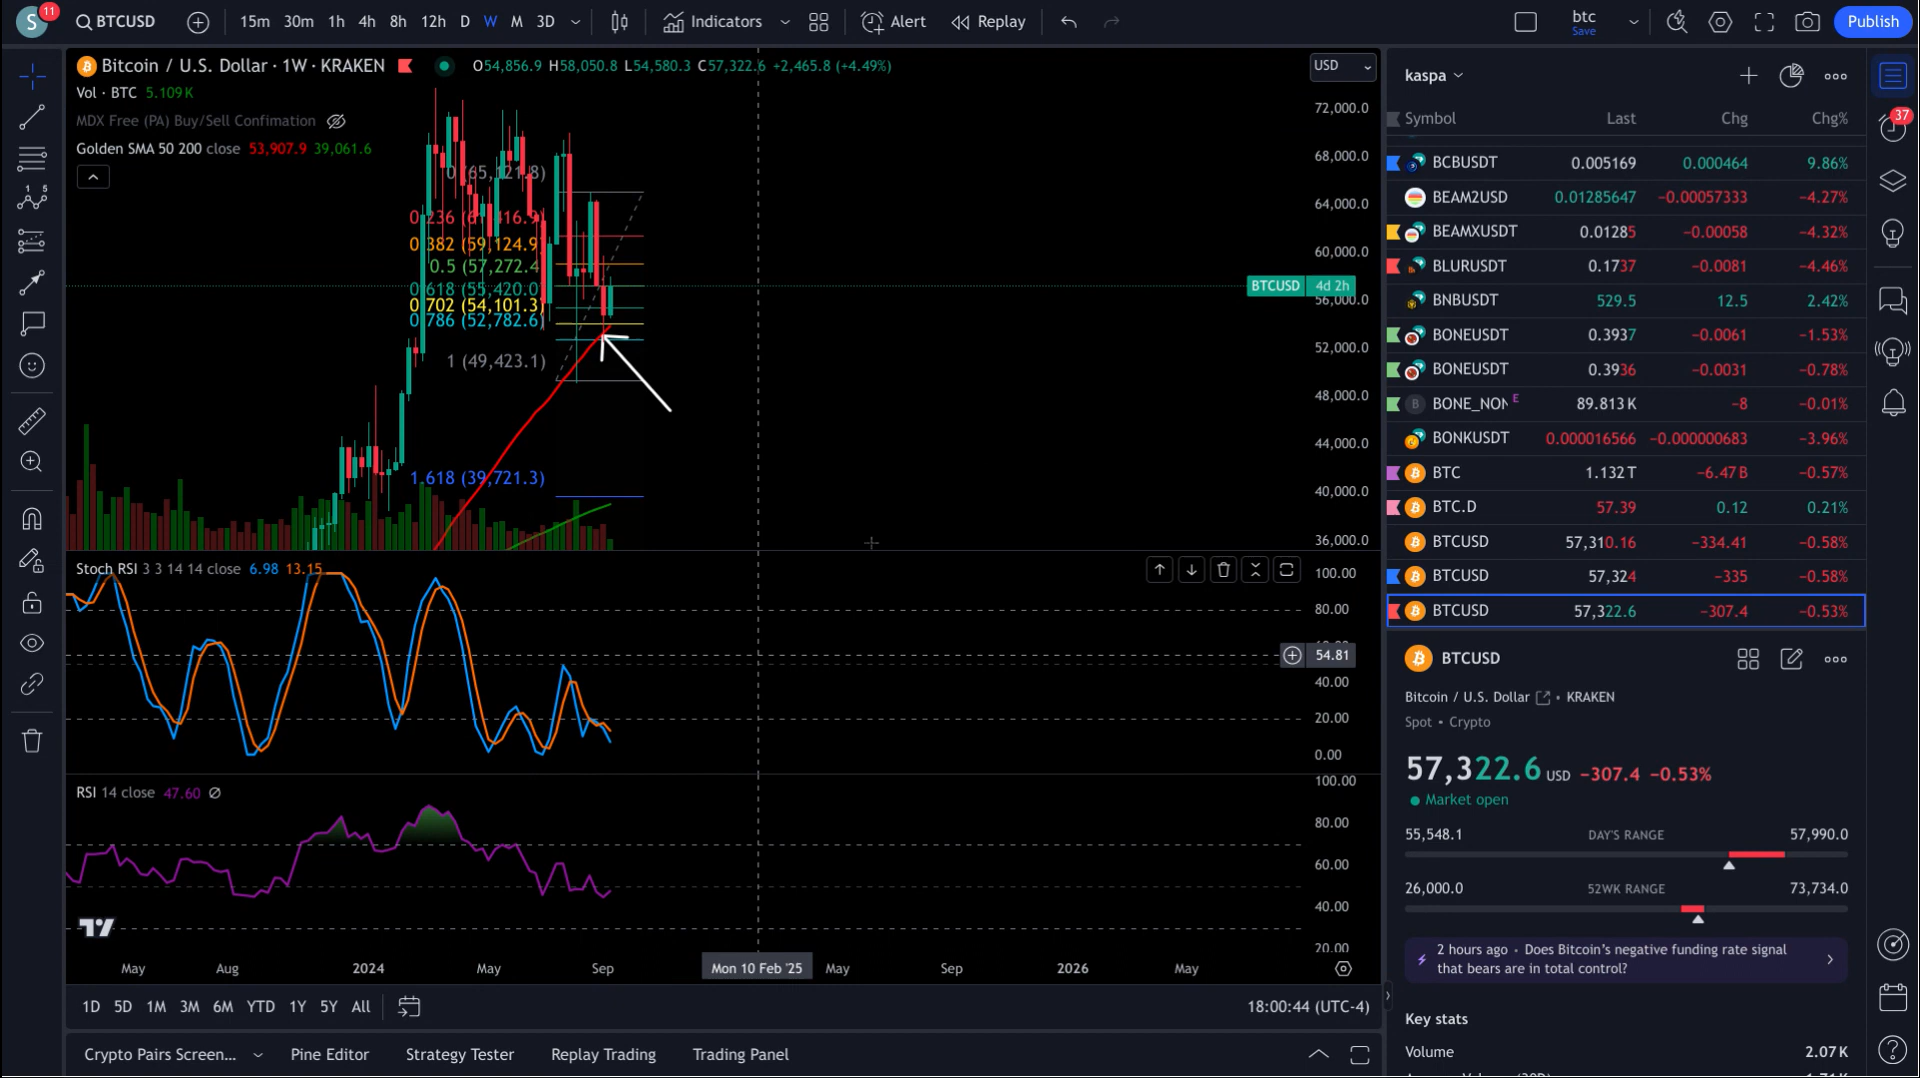 S 11 BTCUSD 15m 30m 1h 4h 8h 12h D W M 3D Indicators Alert Replay btc Save Publish
Bitcoin / U.S. Dollar · 1W · KRAKEN O54,856.9 H58,050.8 L54,580.3 C57,322.6 +2,465.8 (+4.49%) USD
Vol · BTC 5.109 K
MDX Free (PA) Buy/Sell Confimation
Golden SMA 50 200 close 53,907.9 39,061.6
0.382 (59,124.9)
0.5 (57,272.4
0.618 (55,420.0)
0.702 (54,101.3)
0.786 (52,782.6)
1 (49,423.1)
1.618 (39,721.3)
72,000.0
68,000.0
64,000.0
60,000.0
BTCUSD 4d 2h
56,000.0
52,000.0
48,000.0
44,000.0
40,000.0
36,000.0
Stoch RSI 3 3 14 14 close 6.98 13.15
100.00
80.00
54.81
40.00
20.00
0.00
RSI 14 close 47.60
100.00
80.00
60.00
40.00
20.00
May Aug 2024 May Sep Mon 10 Feb '25 May Sep 2026 May
1D 5D 1M 3M 6M YTD 1Y 5Y All 18:00:44 (UTC-4)
Crypto Pairs Screen... Pine Editor Strategy Tester Replay Trading Trading Panel
kaspa
Symbol Last Chg Chg%
BCBUSDT 0.005169 0.000464 9.86%
BEAM2USD 0.01285647 −0.00057333 −4.27%
BEAMXUSDT 0.01285 −0.00058 −4.32%
BLURUSDT 0.1737 −0.0081 −4.46%
BNBUSDT 529.5 12.5 2.42%
BONEUSDT 0.3937 −0.0061 −1.53%
BONEUSDT 0.3936 −0.0031 −0.78%
B BONE_NON E 89.813 K −8 −0.01%
BONKUSDT 0.000016566 −0.000000683 −3.96%
BTC 1.132 T −6.47 B −0.57%
BTC.D 57.39 0.12 0.21%
BTCUSD 57,310.16 −334.41 −0.58%
BTCUSD 57,324 −335 −0.58%
BTCUSD 57,322.6 −307.4 −0.53%
BTCUSD
Bitcoin / U.S. Dollar • KRAKEN
Spot • Crypto
57,322.6 USD −307.4 −0.53%
Market open
55,548.1 DAY'S RANGE 57,990.0
26,000.0 52WK RANGE 73,734.0
2 hours ago • Does Bitcoin's negative funding rate signal
that bears are in total control?
Key stats
Volume 2.07 K
37